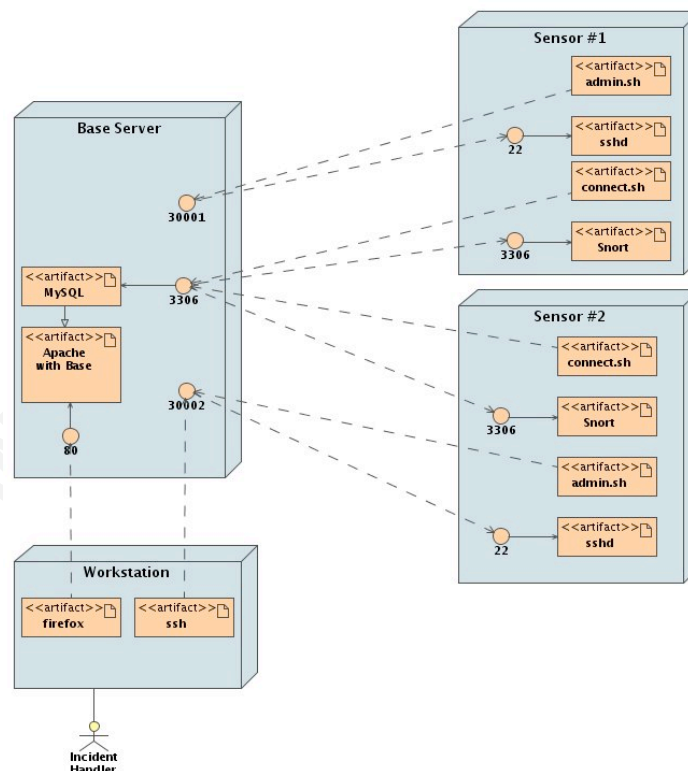 Sensor #1
<<artifact>>
admin.sh
22
<<artifact>>
sshd
<<artifact>>
connect.sh
3306
<<artifact>>
Snort
Base Server
30001
<<artifact>>
MySQL
3306
<<artifact>>
Apache
with Base
30002
80
Sensor #2
<<artifact>>
connect.sh
3306
<<artifact>>
Snort
<<artifact>>
admin.sh
22
<<artifact>>
sshd
Workstation
<<artifact>>
firefox
<<artifact>>
ssh
Incident
Handler